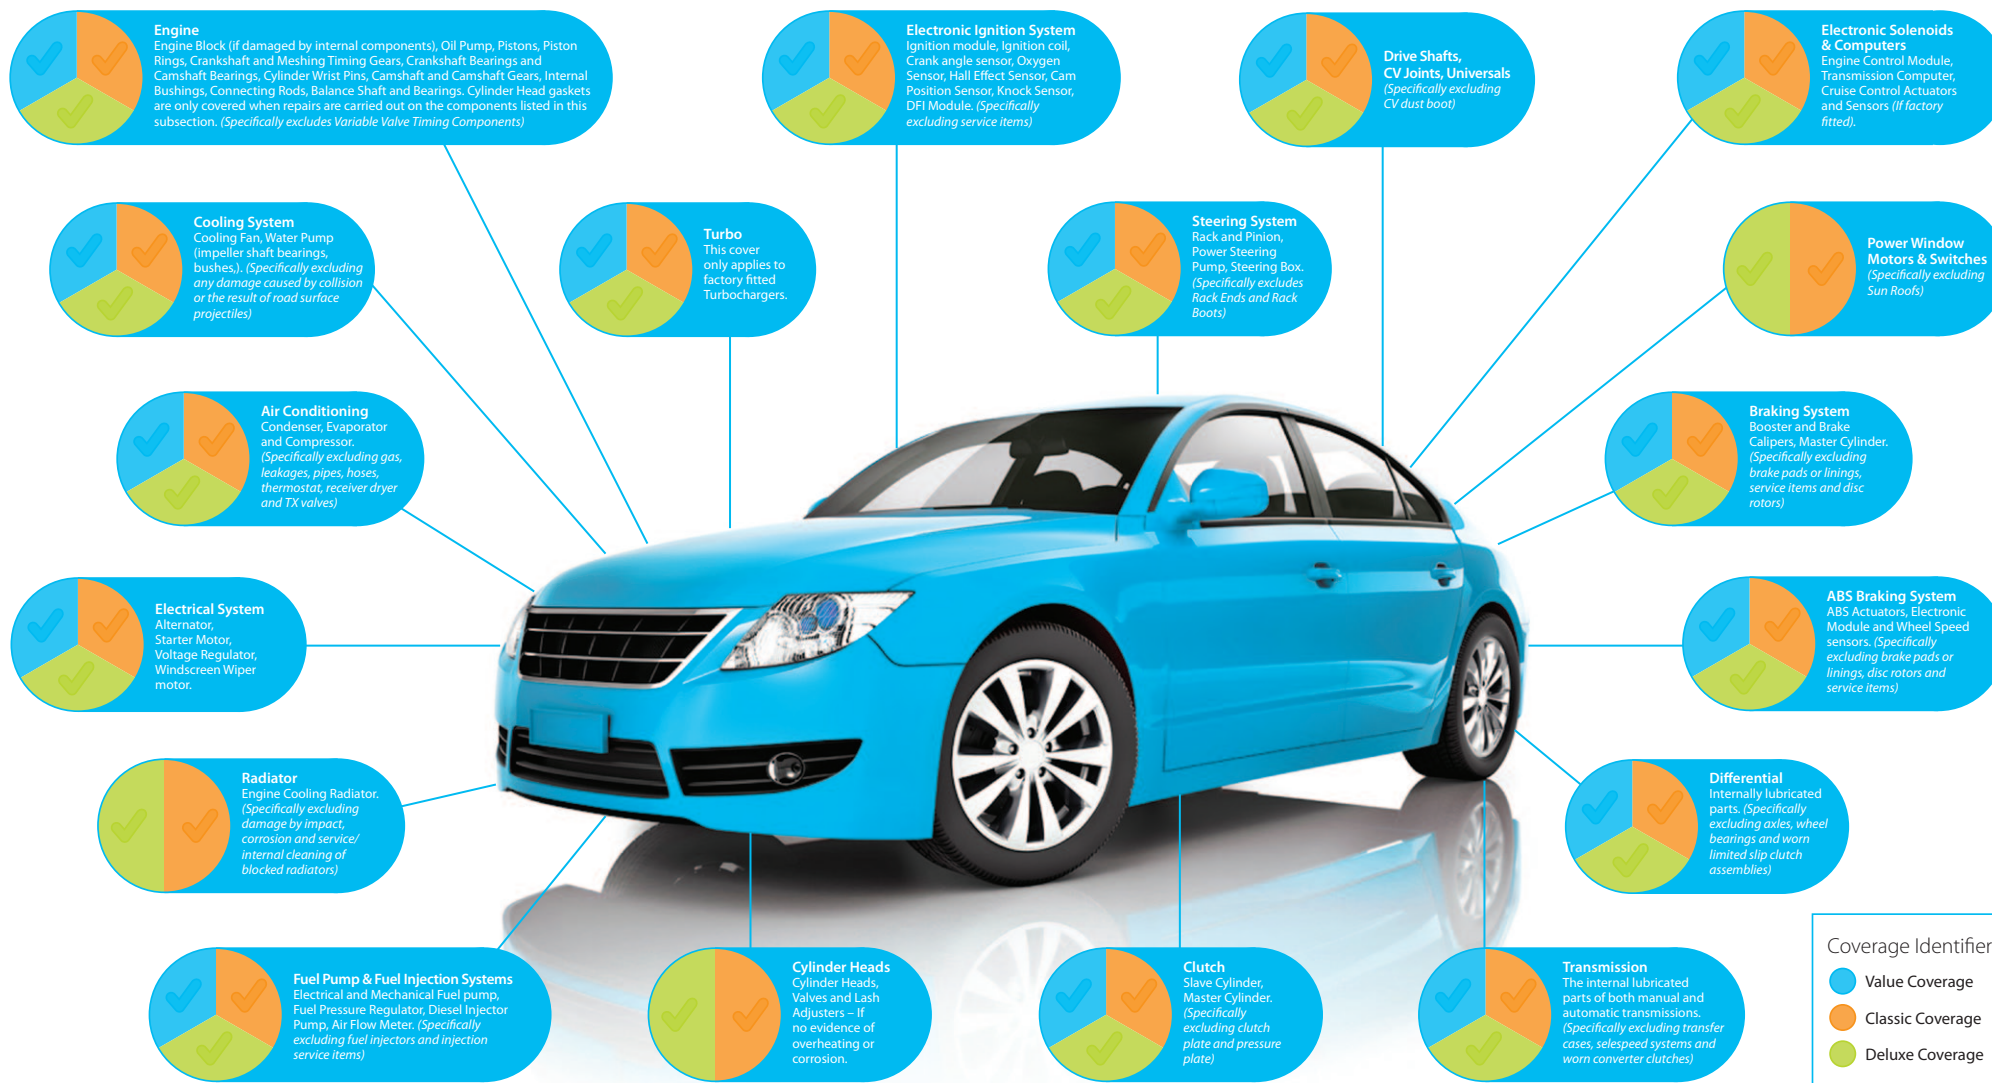 Engine
Engine Block (if damaged by internal components), Oil Pump, Pistons, Piston
Rings, Crankshaft and Meshing Timing Gears, Crankshaft Bearings and
Camshaft Bearings, Cylinder Wrist Pins, Camshaft and Camshaft Gears, Internal
Bushings, Connecting Rods, Balance Shaft and Bearings. Cylinder Head gaskets
are only covered when repairs are carried out on the components listed in this
subsection. (Specifically excludes Variable Valve Timing Components)
Electronic Ignition System
Ignition module, Ignition coil,
Crank angle sensor, Oxygen
Sensor, Hall Effect Sensor, Cam
Position Sensor, Knock Sensor,
DFI Module. (Specifically
excluding service items)
Drive Shafts,
CV Joints, Universals
(Specifically excluding
CV dust boot)
Electronic Solenoids
& Computers
Engine Control Module,
Transmission Computer,
Cruise Control Actuators
and Sensors (If factory
fitted).
Cooling System
Cooling Fan, Water Pump
(impeller shaft bearings,
bushes,). (Specifically excluding
any damage caused by collision
or the result of road surface
projectiles)
Turbo
This cover
only applies to
factory fitted
Turbochargers.
Steering System
Rack and Pinion,
Power Steering
Pump, Steering Box.
(Specifically excludes
Rack Ends and Rack
Boots)
Power Window
Motors & Switches
(Specifically excluding
Sun Roofs)
Air Conditioning
Condenser, Evaporator
and Compressor.
(Specifically excluding gas,
leakages, pipes, hoses,
thermostat, receiver dryer
and TX valves)
Braking System
Booster and Brake
Calipers, Master Cylinder.
(Specifically excluding
brake pads or linings,
service items and disc
rotors)
Electrical System
Alternator,
Starter Motor,
Voltage Regulator,
Windscreen Wiper
motor.
ABS Braking System
ABS Actuators, Electronic
Module and Wheel Speed
sensors. (Specifically
excluding brake pads or
linings, disc rotors and
service items)
Radiator
Engine Cooling Radiator.
(Specifically excluding
damage by impact,
corrosion and service/
internal cleaning of
blocked radiators)
Differential
Internally lubricated
parts. (Specifically
excluding axles, wheel
bearings and worn
limited slip clutch
assemblies)
Fuel Pump & Fuel Injection Systems
Electrical and Mechanical Fuel pump,
Fuel Pressure Regulator, Diesel Injector
Pump, Air Flow Meter. (Specifically
excluding fuel injectors and injection
service items)
Cylinder Heads
Cylinder Heads,
Valves and Lash
Adjusters – If
no evidence of
overheating or
corrosion.
Clutch
Slave Cylinder,
Master Cylinder.
(Specifically
excluding clutch
plate and pressure
plate)
Transmission
The internal lubricated
parts of both manual and
automatic transmissions.
(Specifically excluding transfer
cases, selespeed systems and
worn converter clutches)
Coverage Identifier
Value Coverage
Classic Coverage
Deluxe Coverage